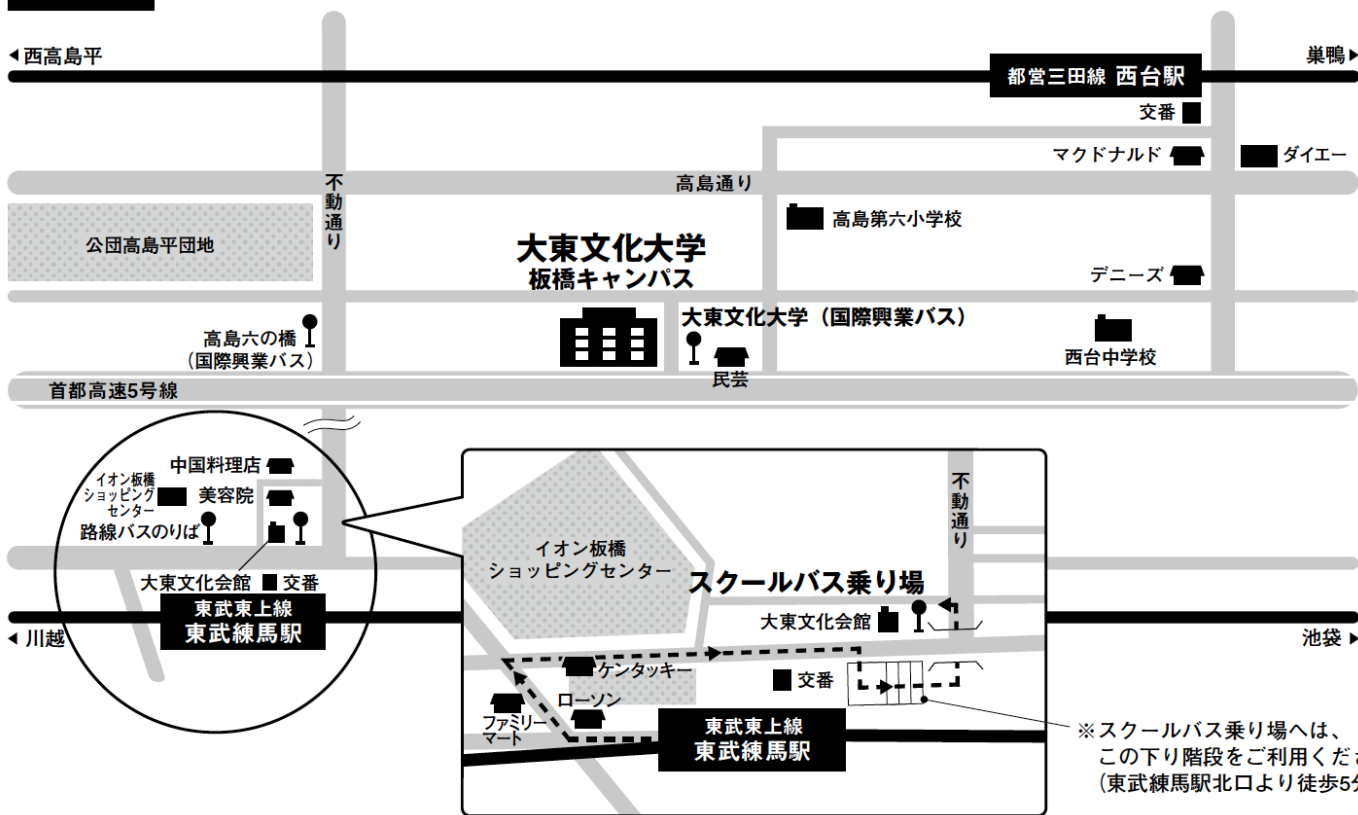 西高島平
巣鴨
都営三田線 西台駅
交番
マクドナルド
ダイエー
高島通り
不動通り
高島第六小学校
公団高島平団地
大東文化大学
板橋キャンパス
デニーズ
大東文化大学(国際興業バス)
高島六の橋
(国際興業バス)
民芸
西台中学校
首都高速5号線
中国料理店
イオン板橋
ショッピング
センター
美容院
路線バスのりば
大東文化会館
交番
東武東上線
東武練馬駅
川越
池袋
不動通り
イオン板橋
ショッピングセンター
スクールバス乗り場
大東文化会館
ケンタッキー
交番
ローソン
ファミリー
マート
東武東上線
東武練馬駅
※スクールバス乗り場へは、
この下り階段をご利用くださ
(東武練馬駅北口より徒歩5分